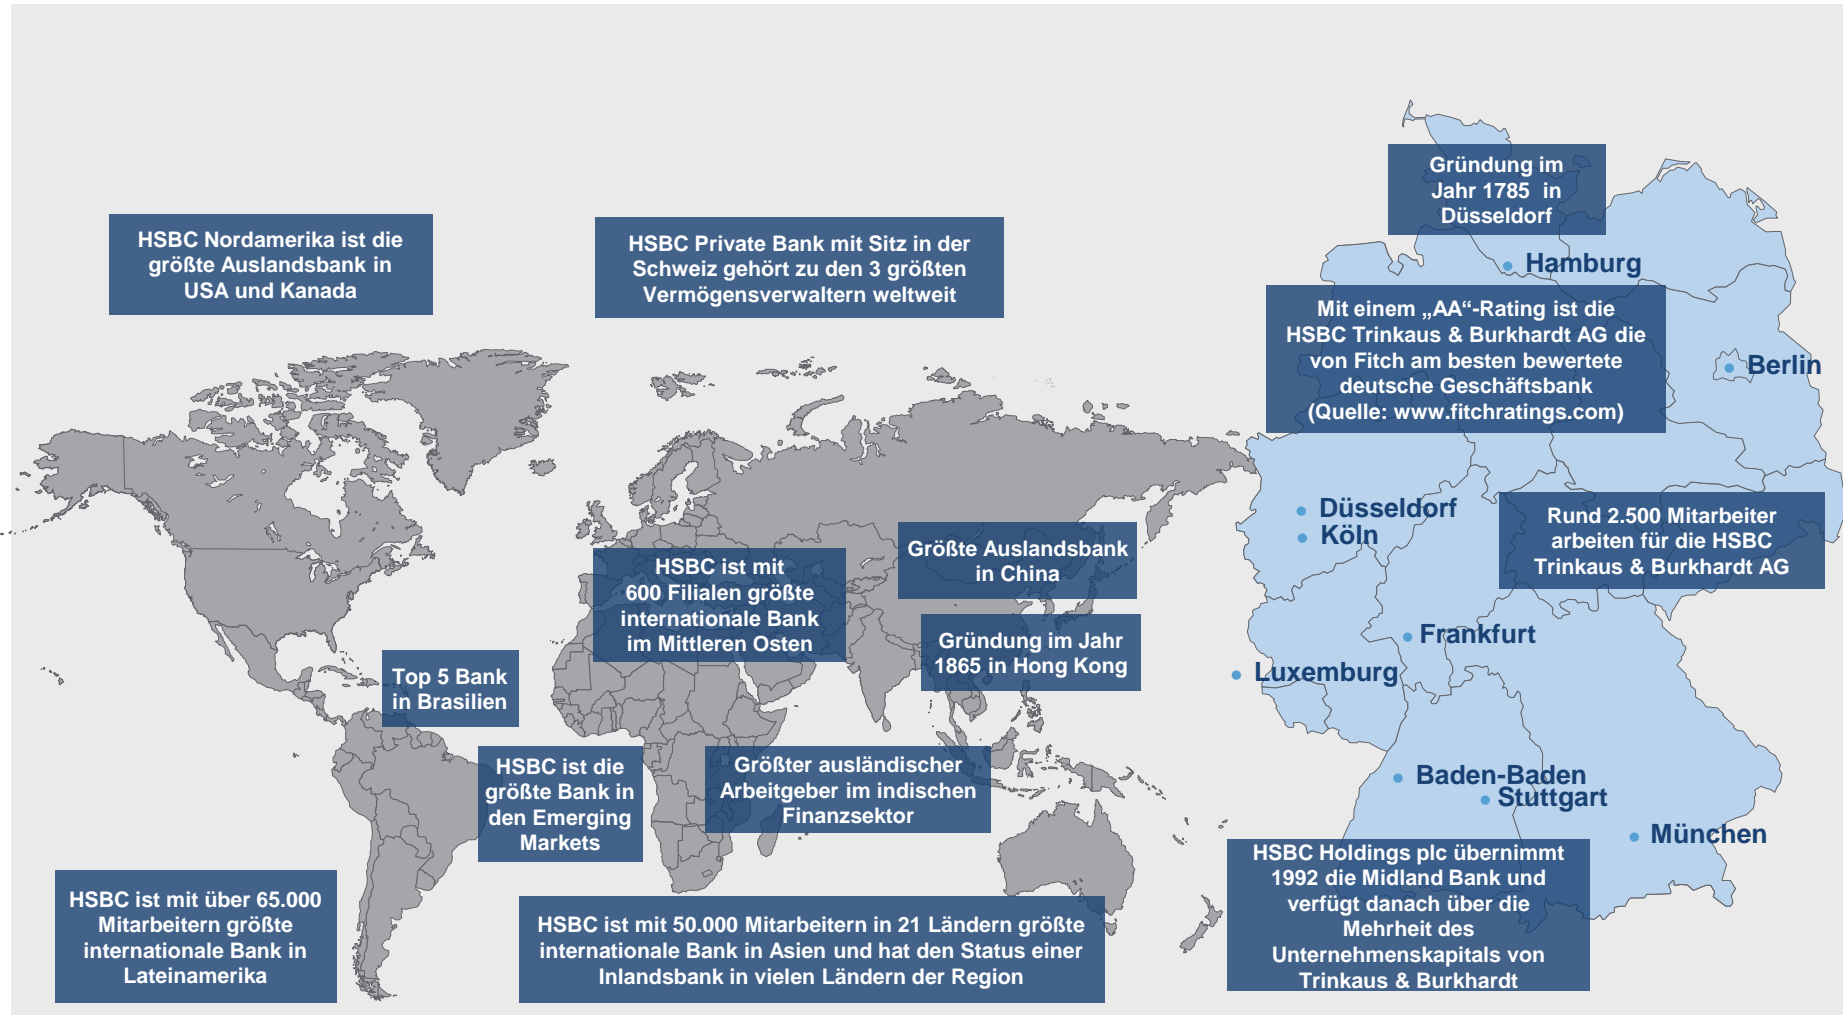 HSBC Nordamerika ist die
größte Auslandsbank in
USA und Kanada
HSBC Private Bank mit Sitz in der
Schweiz gehört zu den 3 größten
Vermögensverwaltern weltweit
Gründung im
Jahr 1785 in
Düsseldorf
Hamburg
Mit einem „AA“-Rating ist die
HSBC Trinkaus & Burkhardt AG die
von Fitch am besten bewertete
deutsche Geschäftsbank
(Quelle: www.fitchratings.com)
Berlin
Düsseldorf
Köln
Rund 2.500 Mitarbeiter
arbeiten für die HSBC
Trinkaus & Burkhardt AG
Größte Auslandsbank
in China
HSBC ist mit
600 Filialen größte
internationale Bank
im Mittleren Osten
Gründung im Jahr
1865 in Hong Kong
Frankfurt
Luxemburg
Top 5 Bank
in Brasilien
HSBC ist die
größte Bank in
den Emerging
Markets
Größter ausländischer
Arbeitgeber im indischen
Finanzsektor
Baden-Baden
Stuttgart
München
HSBC ist mit über 65.000
Mitarbeitern größte
internationale Bank in
Lateinamerika
HSBC ist mit 50.000 Mitarbeitern in 21 Ländern größte
internationale Bank in Asien und hat den Status einer
Inlandsbank in vielen Ländern der Region
HSBC Holdings plc übernimmt
1992 die Midland Bank und
verfügt danach über die
Mehrheit des
Unternehmenskapitals von
Trinkaus & Burkhardt